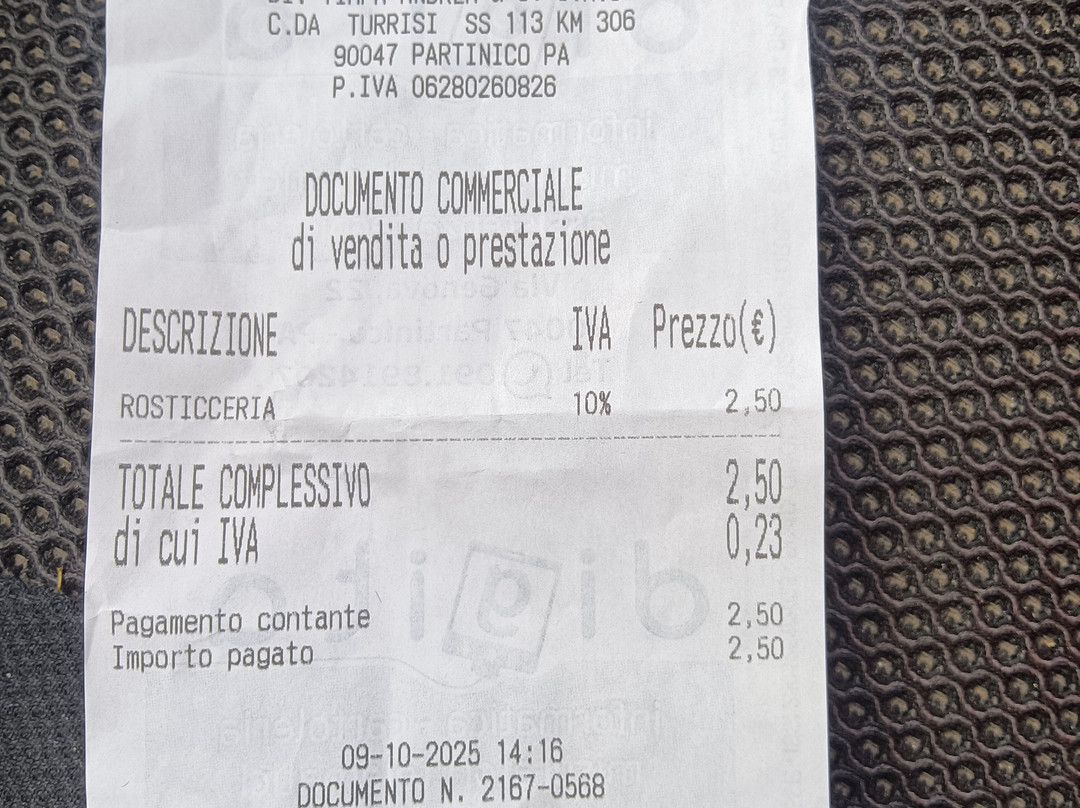 C.DA TURRISI SS 113 KM 306
90047 PARTINICO PA
P.IVA 06280260826
DOCUMENTO COMMERCIALE
di vendita o prestazione
DESCRIZIONE IVA Prezzo(€)
ROSTICCERIA 10% 2,50
TOTALE COMPLESSIVO 2,50
di cui IVA 0,23
Pagamento contante 2,50
Importo pagato 2,50
09-10-2025 14:16
DOCUMENTO N. 2167-0568